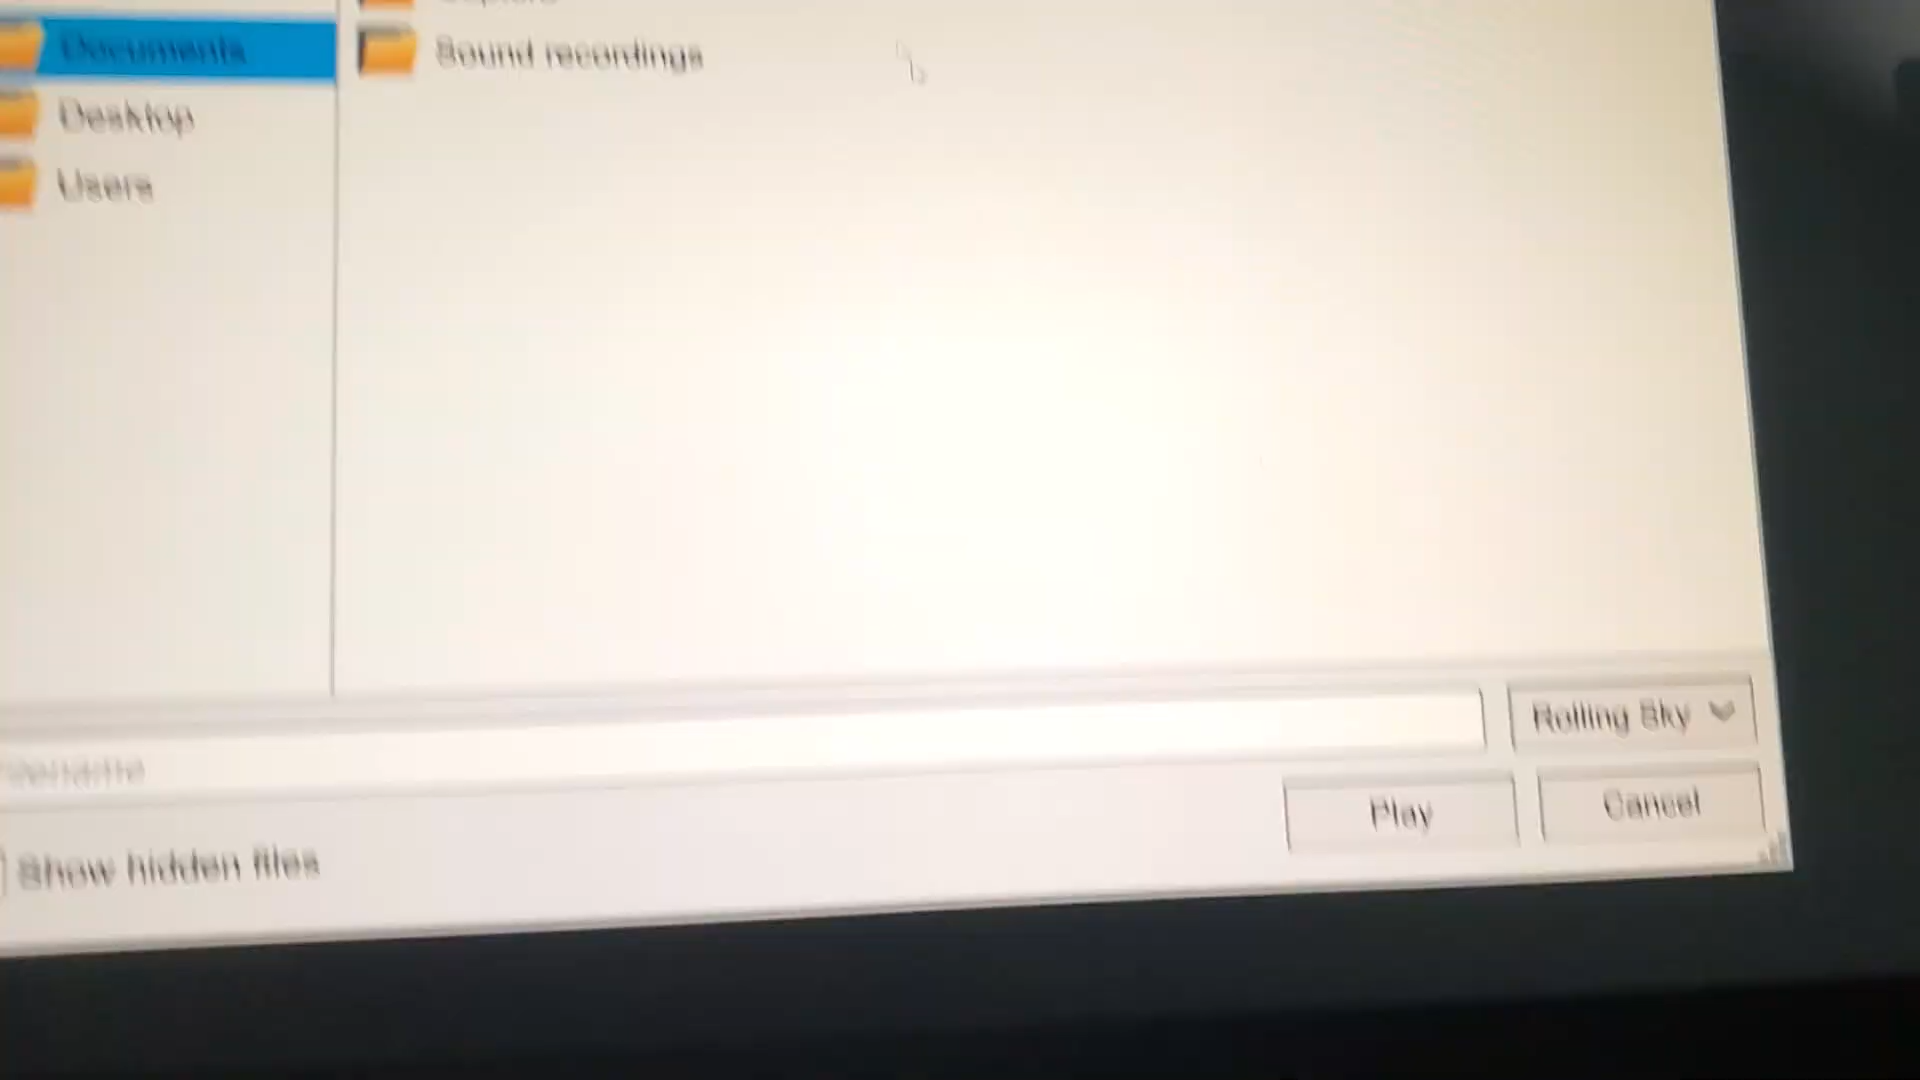 Documents
Sound recordings
Desktop
Users
Rolling Sky
Play
Cancel
Show hidden files